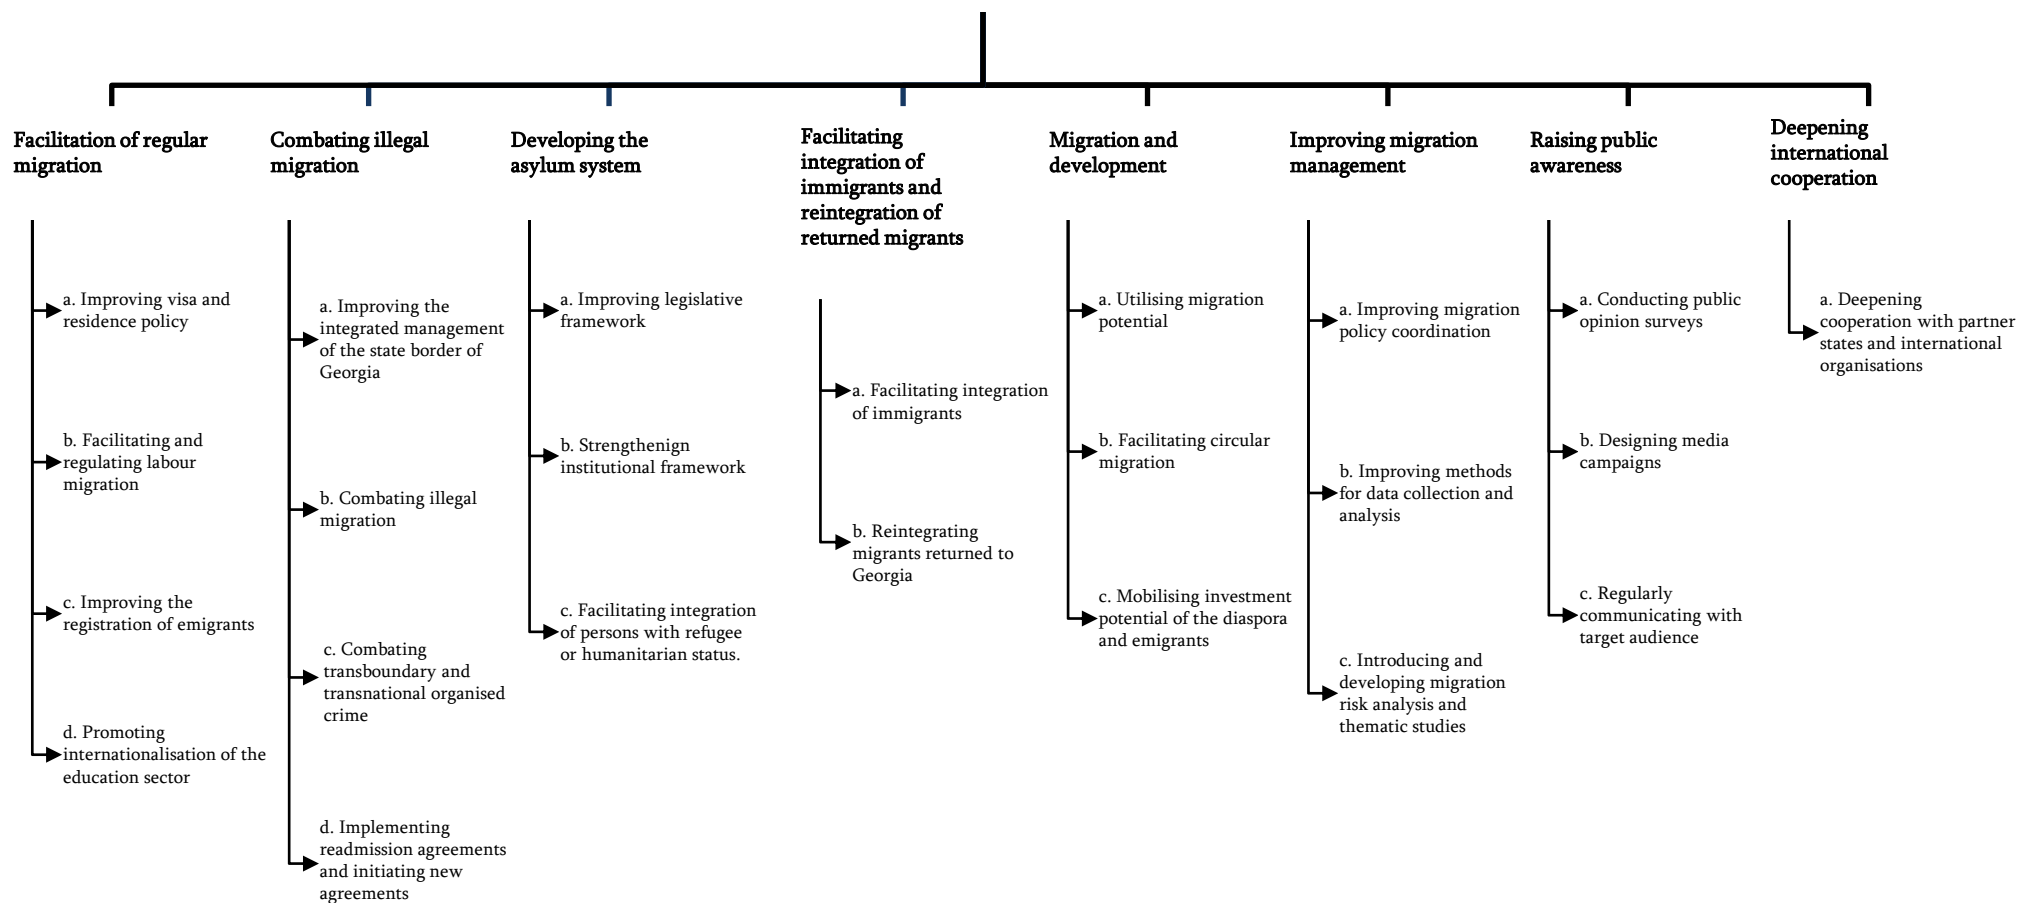 Facilitation of regular
migration
a. Improving visa and
residence policy
b. Facilitating and
regulating labour
migration
c. Improving the
registration of emigrants
d. Promoting
internationalisation of the
education sector
Combating illegal
migration
a. Improving the
integrated management
of the state border of
Georgia
b. Combating illegal
migration
c. Combating
transboundary and
transnational organised
crime
d. Implementing
readmission agreements
and initiating new
agreements
Developing the
asylum system
a. Improving legislative
framework
b. Strengthenign
institutional framework
c. Facilitating integration
of persons with refugee
or humanitarian status.
Facilitating
integration of
immigrants and
reintegration of
returned migrants
a. Facilitating integration
of immigrants
b. Reintegrating
migrants returned to
Georgia
Migration and
development
a. Utilising migration
potential
b. Facilitating circular
migration
c. Mobilising investment
potential of the diaspora
and emigrants
Improving migration
management
a. Improving migration
policy coordination
b. Improving methods
for data collection and
analysis
c. Introducing and
developing migration
risk analysis and
thematic studies
Raising public
awareness
a. Conducting public
opinion surveys
b. Designing media
campaigns
c. Regularly
communicating with
target audience
Deepening
international
cooperation
a. Deepening
cooperation with partner
states and international
organisations